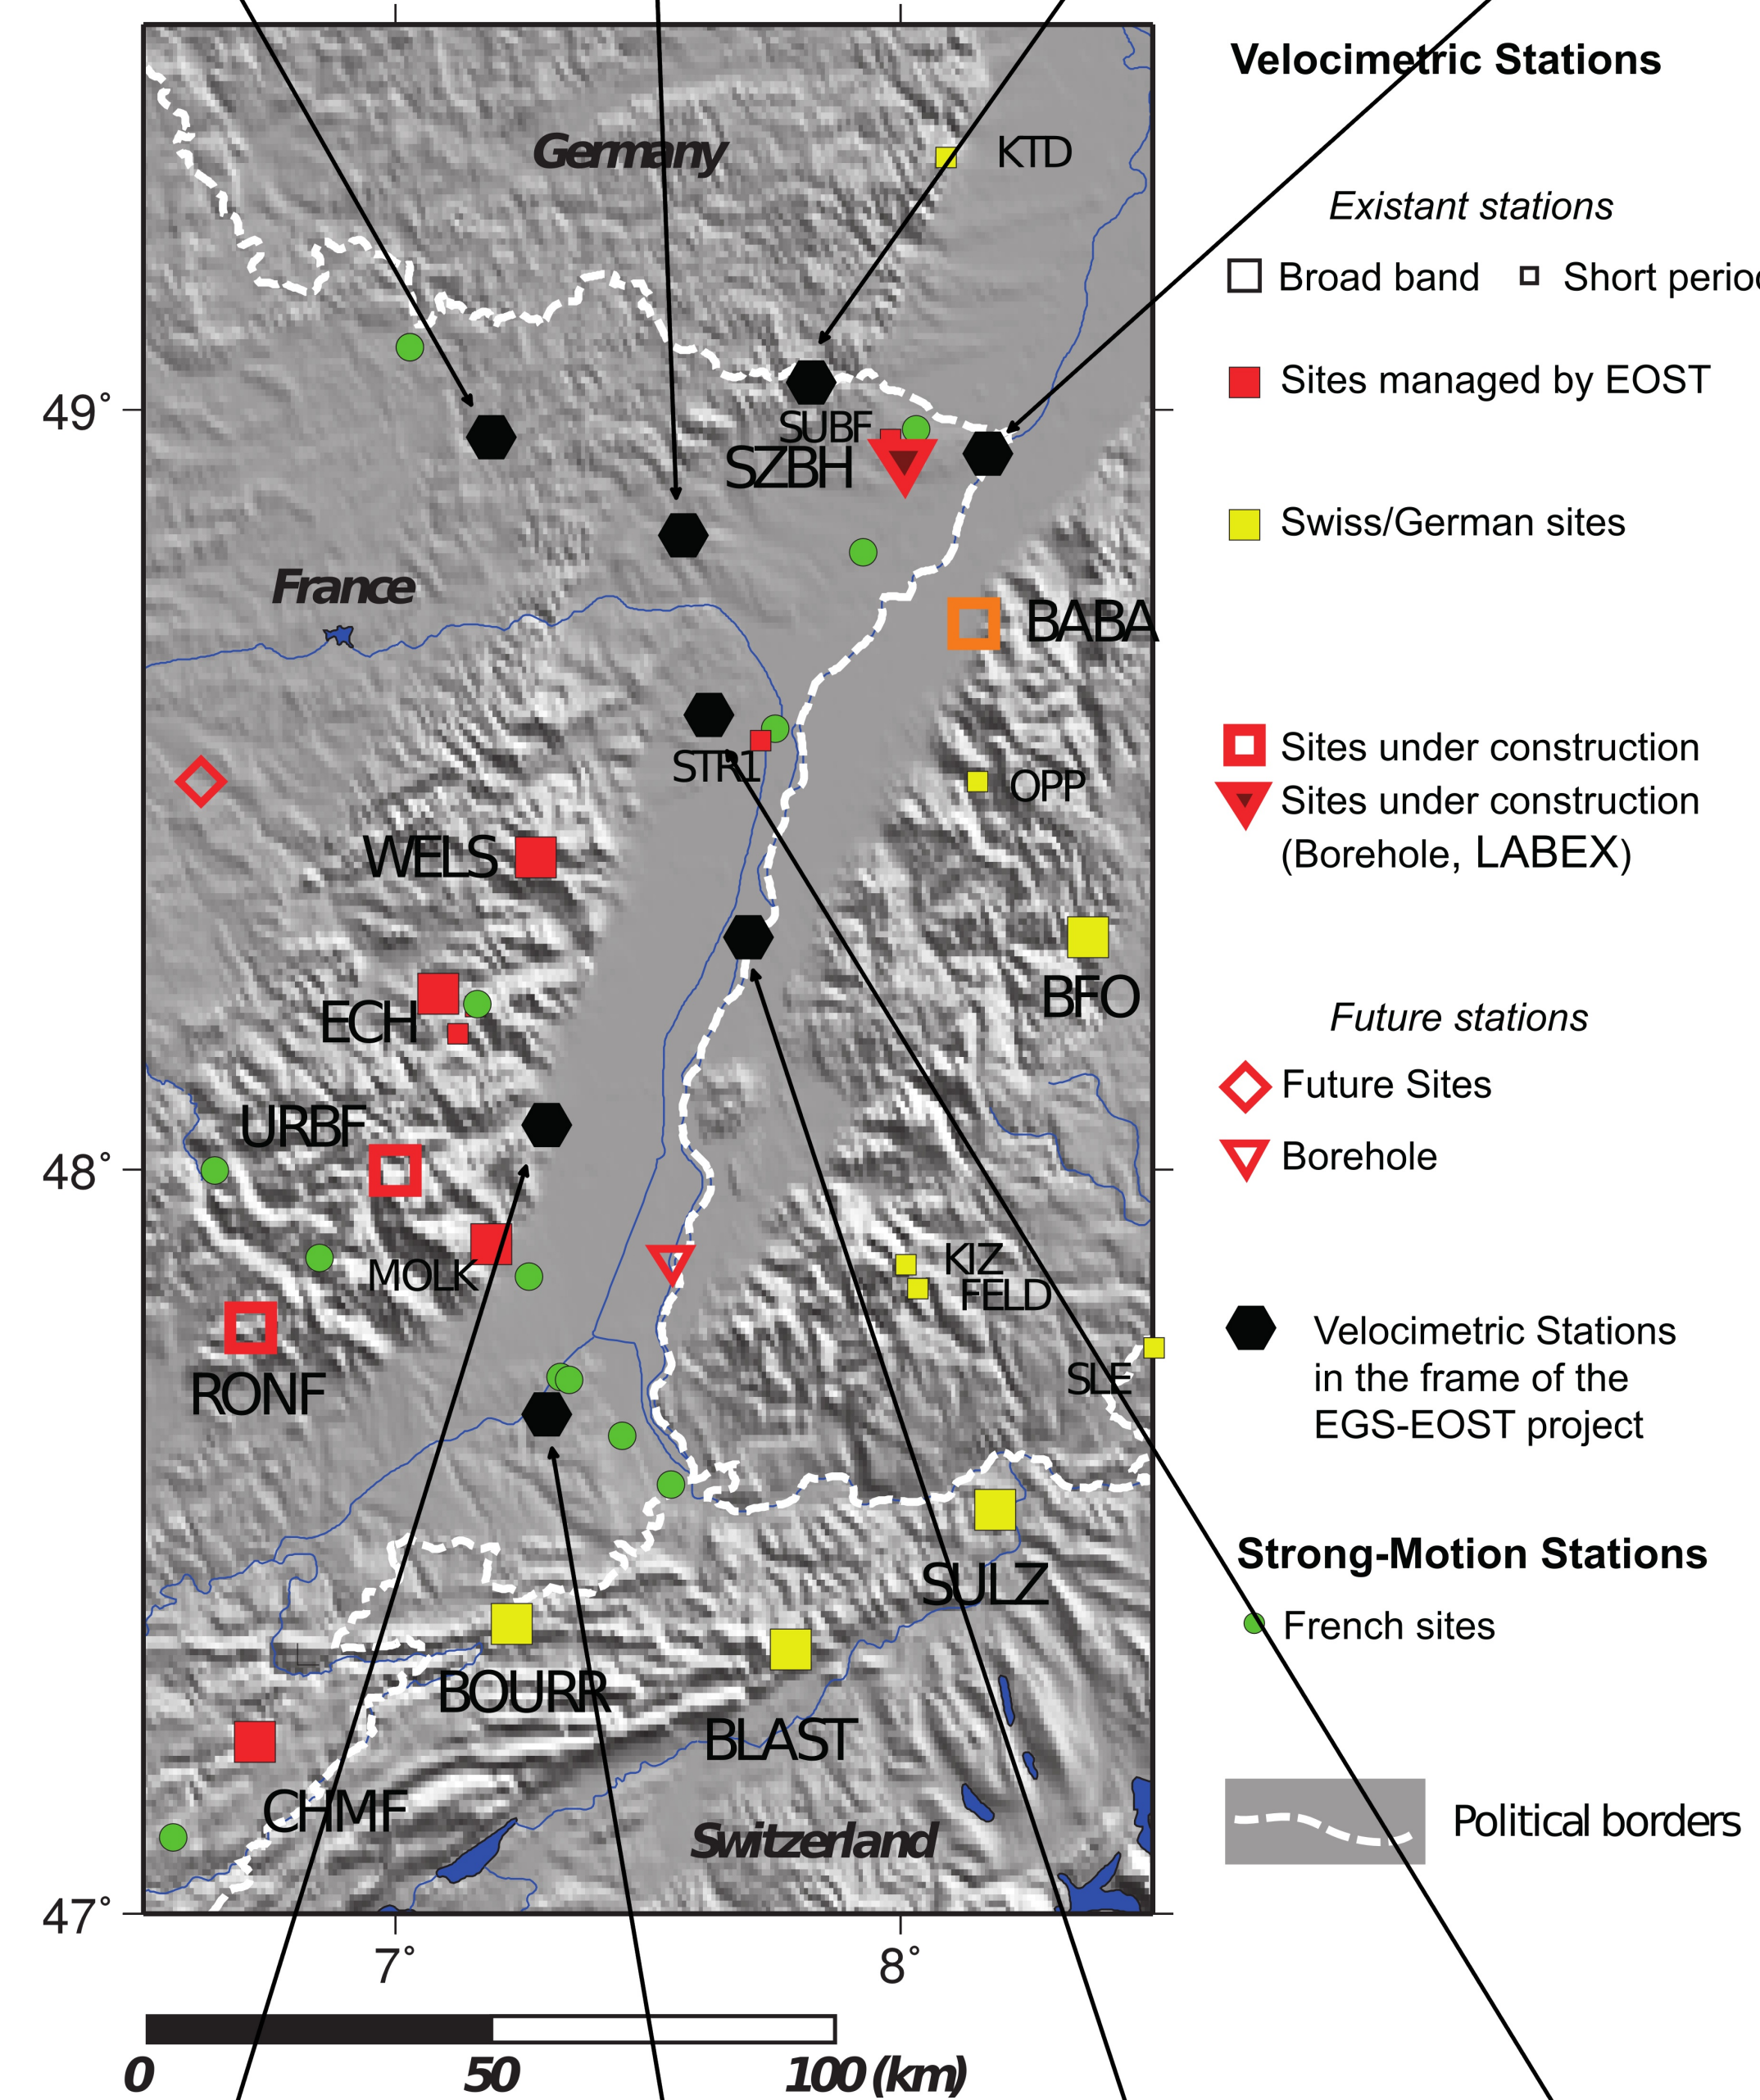 Velocimetric Stations
Germany
KTD
Existant stations
Broad band
Short perio
Sites managed by EOST
49°
SUBF
SZBH
Swiss/German sites
France
BABA
STR1
OPP
Sites under construction
Sites under construction
(Borehole, LABEX)
WELS
BFO
ECH
Future stations
Future Sites
URBF
Borehole
48°
MOLK
KIZ
FELD
RONF
SLE
Velocimetric Stations
in the frame of the
EGS-EOST project
Strong-Motion Stations
SULZ
French sites
BOURR
BLAST
CHMF
Switzerland
Political borders
47°
7°
8°
0
50
100 (km)